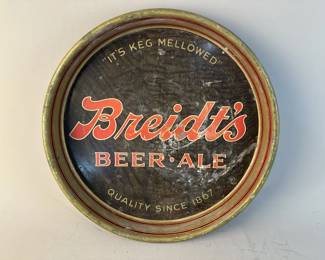 "IT'S KEG MELLOWED"
Breidt's
BEER • ALE
QUALITY SINCE 1867